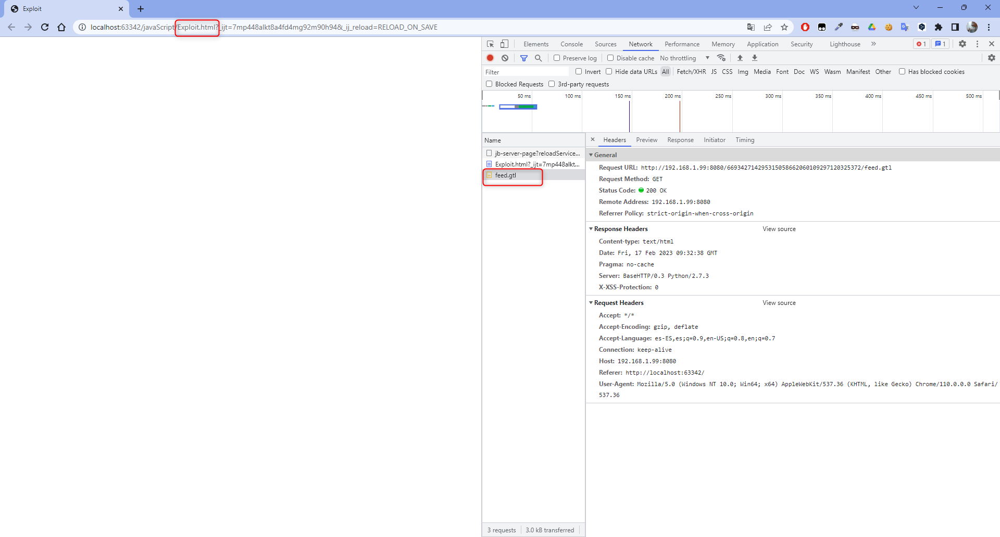 Exploit
localhost:63342/javaScript/Exploit.html?_ijt=7mp448alkt8a4fd4mg92m90h94&_ij_reload=RELOAD_ON_SAVE
Elements Console Sources Network Performance Memory Application Security Lighthouse 1 1
Preserve log Disable cache No throttling
Filter Invert Hide data URLs All Fetch/XHR JS CSS Img Media Font Doc WS Wasm Manifest Other Has blocked cookies
Blocked Requests 3rd-party requests
50 ms 100 ms 150 ms 200 ms 250 ms 300 ms 350 ms 400 ms 450 ms 500 ms
Name
jb-server-page?reloadService...
Exploit.html?_ijt=7mp448alkt...
feed.gtl
Headers Preview Response Initiator Timing
General
Request URL: http://192.168.1.99:8080/669342714295315058662060109297120325372/feed.gtl
Request Method: GET
Status Code: 200 OK
Remote Address: 192.168.1.99:8080
Referrer Policy: strict-origin-when-cross-origin
Response Headers View source
Content-type: text/html
Date: Fri, 17 Feb 2023 09:32:38 GMT
Pragma: no-cache
Server: BaseHTTP/0.3 Python/2.7.3
X-XSS-Protection: 0
Request Headers View source
Accept: */*
Accept-Encoding: gzip, deflate
Accept-Language: es-ES,es;q=0.9,en-US;q=0.8,en;q=0.7
Connection: keep-alive
Host: 192.168.1.99:8080
Referer: http://localhost:63342/
User-Agent: Mozilla/5.0 (Windows NT 10.0; Win64; x64) AppleWebKit/537.36 (KHTML, like Gecko) Chrome/110.0.0.0 Safari/
537.36
3 requests 3.0 kB transferred